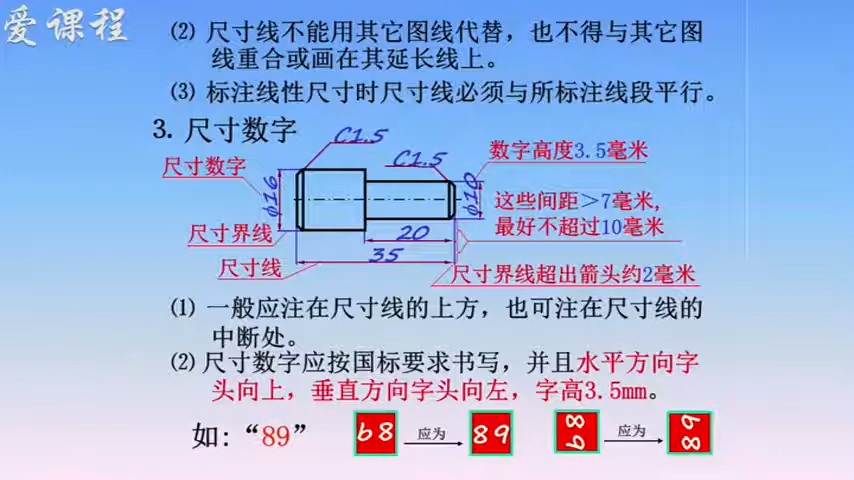 爱课程
⑵ 尺寸线不能用其它图线代替，也不得与其它图
线重合或画在其延长线上。
⑶ 标注线性尺寸时尺寸线必须与所标注线段平行。
3. 尺寸数字
C1.5
C1.5
数字高度3.5毫米
尺寸数字
φ16
φ10
这些间距＞7毫米，
最好不超过10毫米
尺寸界线
20
35
尺寸线
尺寸界线超出箭头约2毫米
⑴ 一般应注在尺寸线的上方，也可注在尺寸线的
中断处。
⑵ 尺寸数字应按国标要求书写，并且水平方向字
头向上，垂直方向字头向左，字高3.5mm。
如：“89” 68 应为 89 89 应为 89